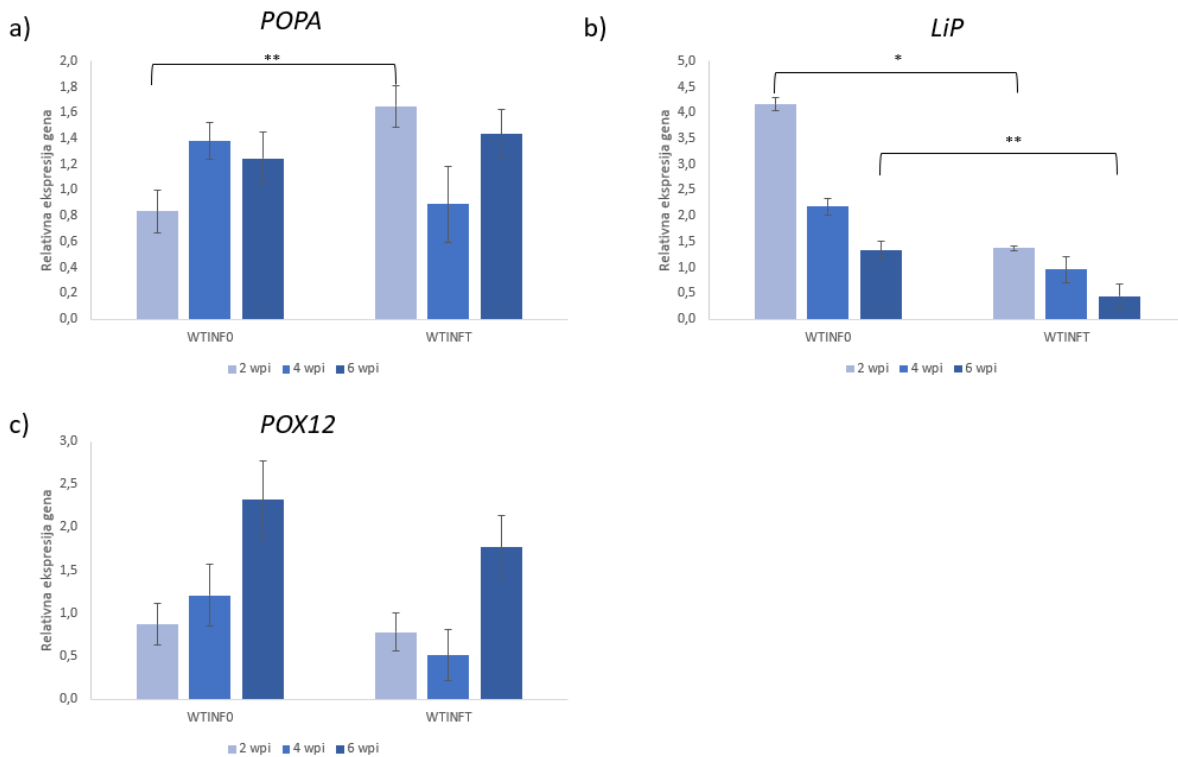 a)
POPA
Relativna ekspresija gena
2,0
1,8
1,6
1,4
1,2
1,0
0,8
0,6
0,4
0,2
0,0
**
WTINF0
WTINFT
2 wpi 4 wpi 6 wpi
b)
LiP
Relativna ekspresija gena
5,0
4,5
4,0
3,5
3,0
2,5
2,0
1,5
1,0
0,5
0,0
*
**
WTINF0
WTINFT
2 wpi 4 wpi 6 wpi
c)
POX12
Relativna ekspresija gena
3,0
2,5
2,0
1,5
1,0
0,5
0,0
WTINF0
WTINFT
2 wpi 4 wpi 6 wpi